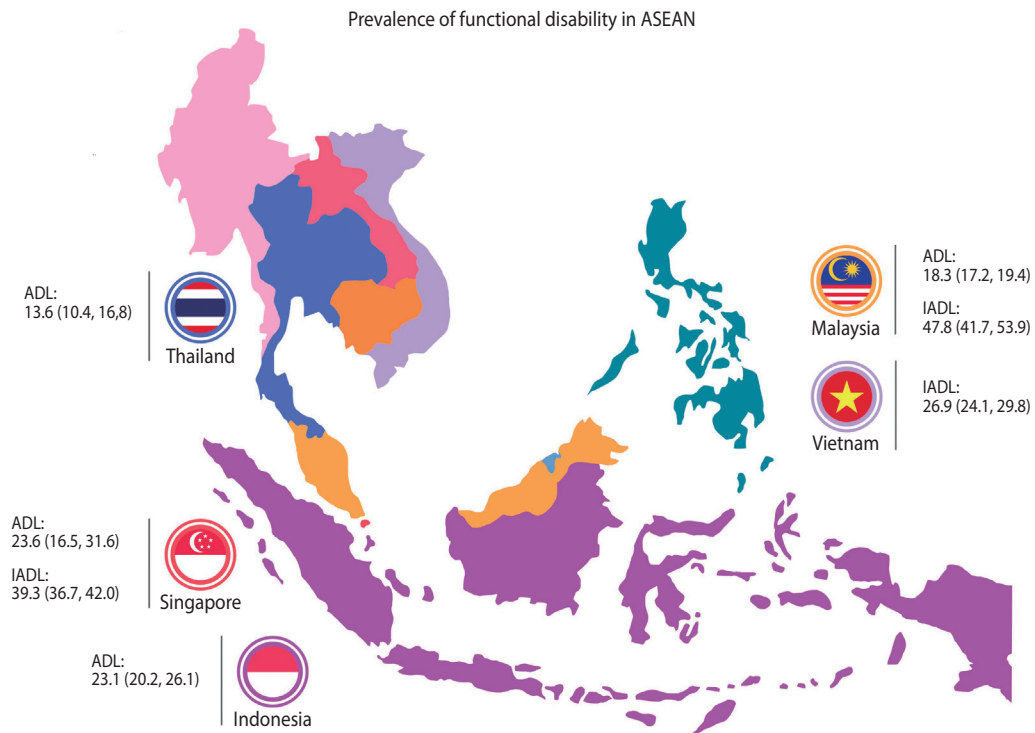 Prevalence of functional disability in ASEAN
ADL:
13.6 (10.4, 16,8)
Thailand
ADL:
18.3 (17.2, 19.4)
IADL:
47.8 (41.7, 53.9)
Malaysia
IADL:
26.9 (24.1, 29.8)
Vietnam
ADL:
23.6 (16.5, 31.6)
IADL:
39.3 (36.7, 42.0)
Singapore
ADL:
23.1 (20.2, 26.1)
Indonesia